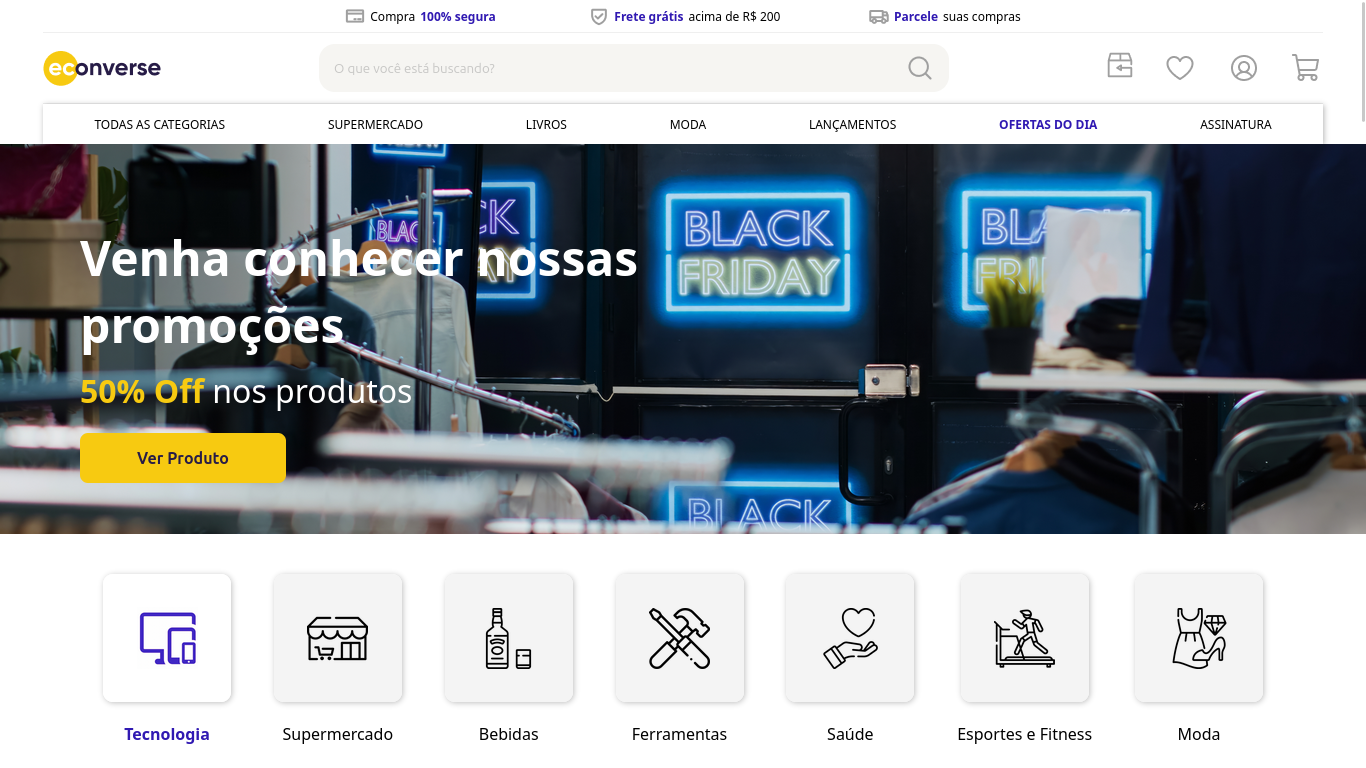 Compra 100% segura
Frete grátis acima de R$ 200
Parcele suas compras
econverse
O que você está buscando?
TODAS AS CATEGORIAS
SUPERMERCADO
LIVROS
MODA
LANÇAMENTOS
OFERTAS DO DIA
ASSINATURA
BLACK
FRIDAY
BLACK
BLACK
Venha conhecer nossas
promoções
50% Off nos produtos
Ver Produto
Tecnologia
Supermercado
Bebidas
Ferramentas
Saúde
Esportes e Fitness
Moda